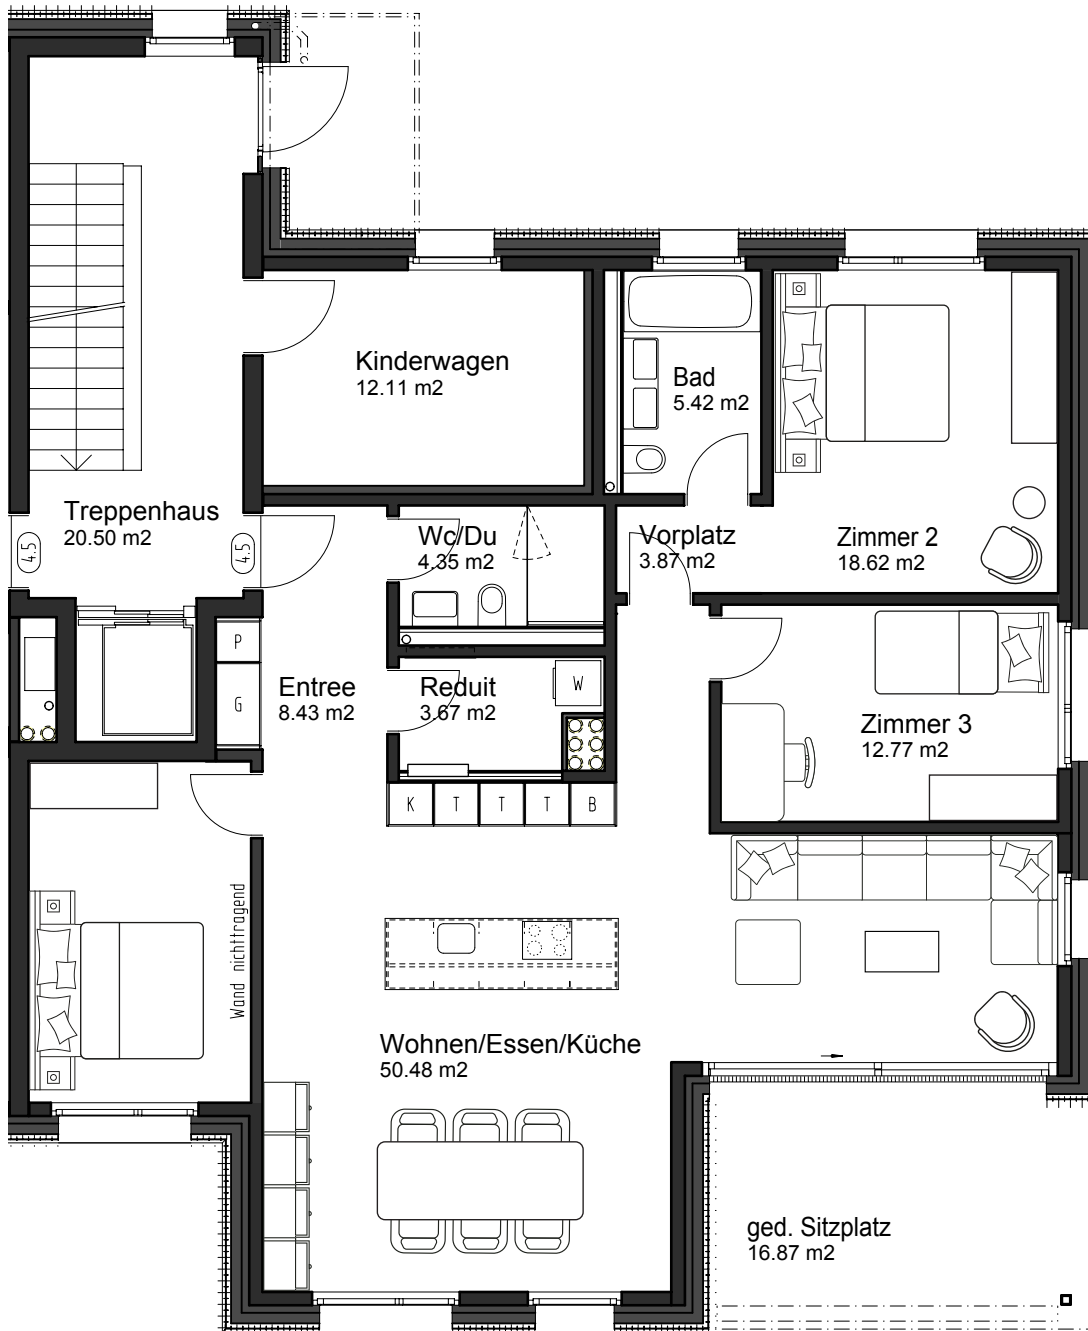 Kinderwagen
12.11 m2
Bad
5.42 m2
Treppenhaus
20.50 m2
4.5
4.5
Wc/Du
4.35 m2
Vorplatz
3.87 m2
Zimmer 2
18.62 m2
P
G
Entree
8.43 m2
Reduit
3.67 m2
W
Zimmer 3
12.77 m2
K T T T B
Wand nichttragend
Wohnen/Essen/Küche
50.48 m2
ged. Sitzplatz
16.87 m2